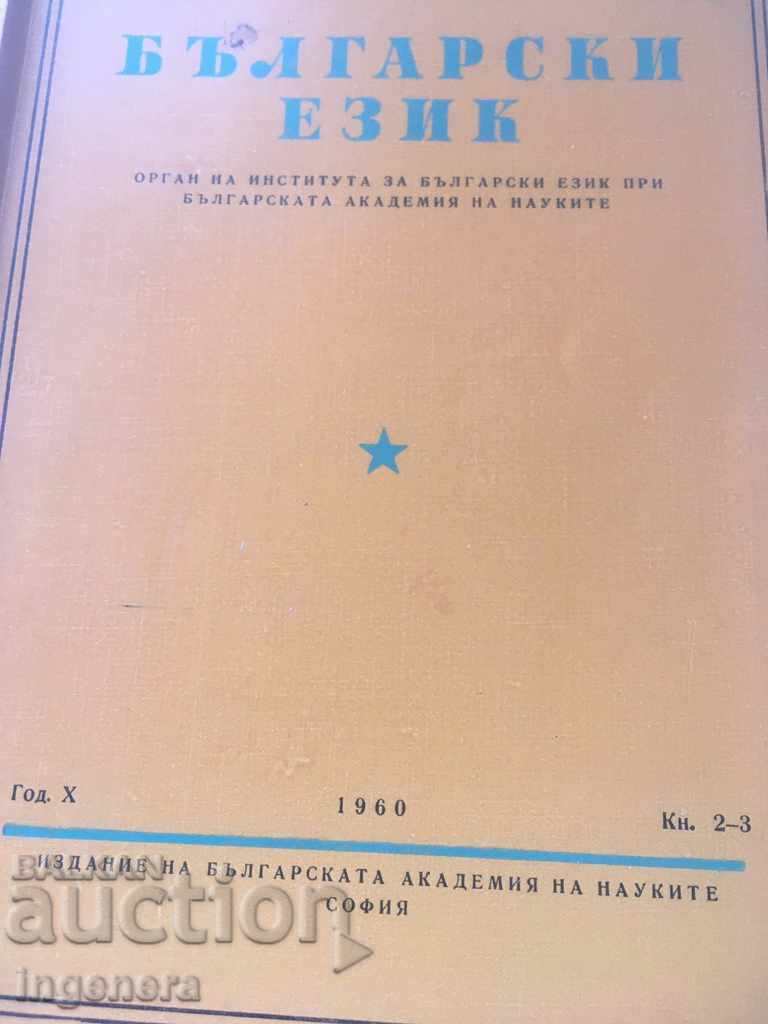 БЪЛГАРСКИ
ЕЗИК
ОРГАН НА ИНСТИТУТА ЗА БЪЛГАРСКИ ЕЗИК ПРИ
БЪЛГАРСКАТА АКАДЕМИЯ НА НАУКИТЕ
Год. X 1960 Кн. 2–3
ИЗДАНИЕ НА БЪЛГАРСКАТА АКАДЕМИЯ НА НАУКИТЕ
СОФИЯ
BALKAN
auction
ingenera